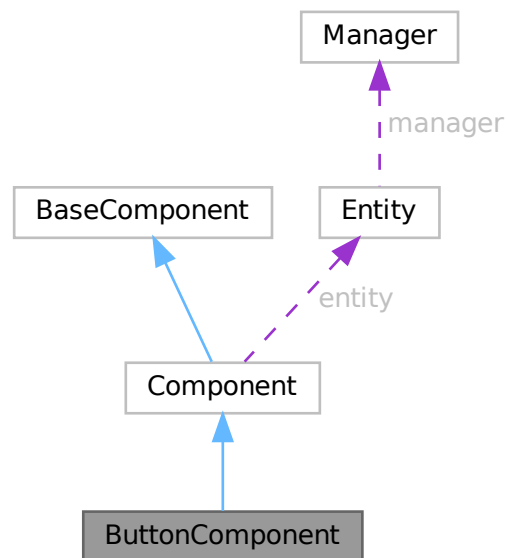 Manager
manager
BaseComponent
Entity
entity
Component
ButtonComponent